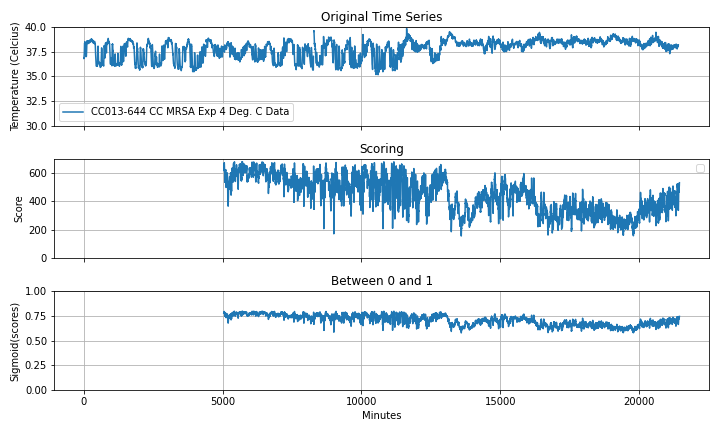 Original Time Series
40.0
37.5
35.0
32.5
30.0
Temperature (Celcius)
CC013-644 CC MRSA Exp 4 Deg. C Data
Scoring
600
400
200
0
Score
Between 0 and 1
1.00
0.75
0.50
0.25
0.00
Sigmoid(scores)
0 5000 10000 15000 20000
Minutes